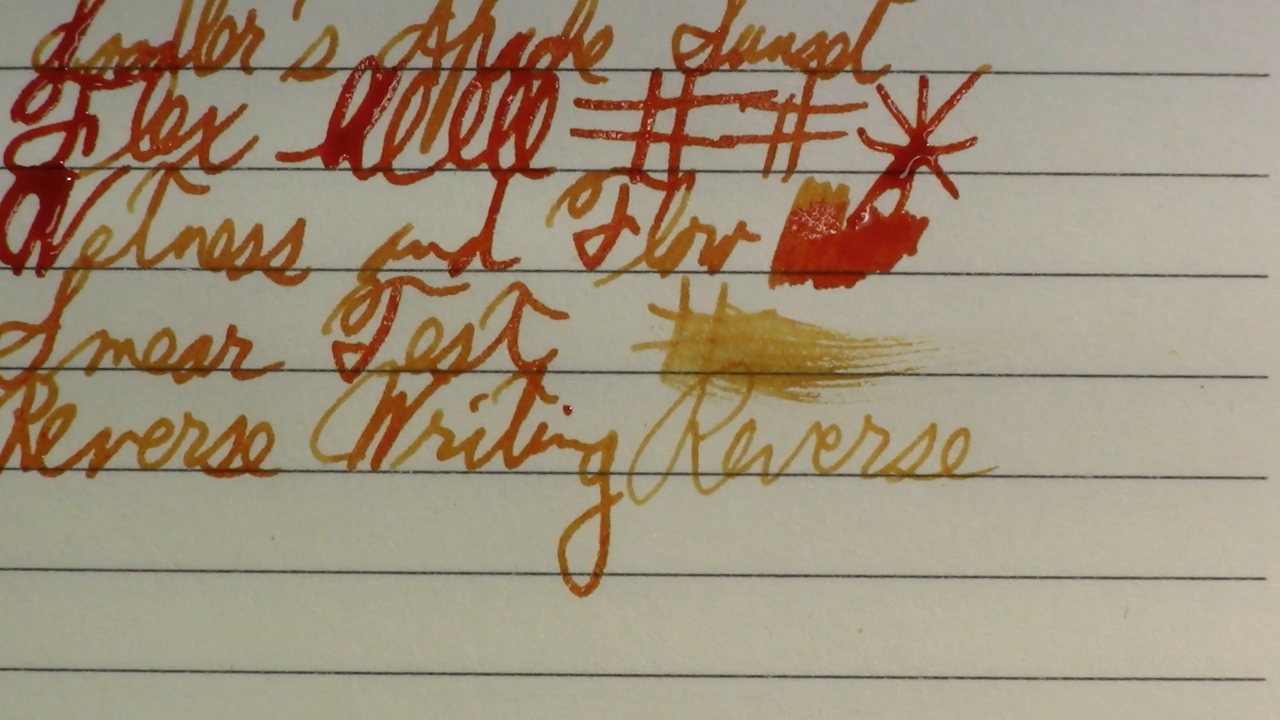 Noodler's Apache Sunset
Flex
Wetness and Flow
Smear Test
Reverse Writing Reverse